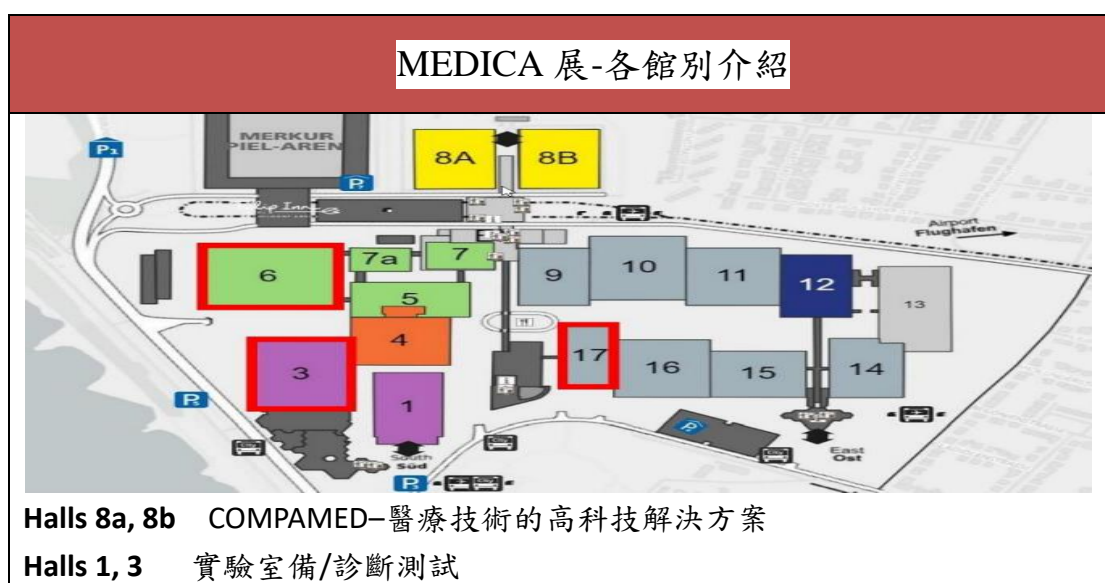 MEDICA 展-各館別介紹
MERKUR
PIEL-AREN
P₁
P
8A
8B
Airport
Flughafen
6
7a
7
9
10
11
12
13
5
4
3
1
17
16
15
14
P
P
South
Süd
East
Ost
P
Halls 8a, 8b COMPAMED–醫療技術的高科技解決方案
Halls 1, 3 實驗室備/診斷測試